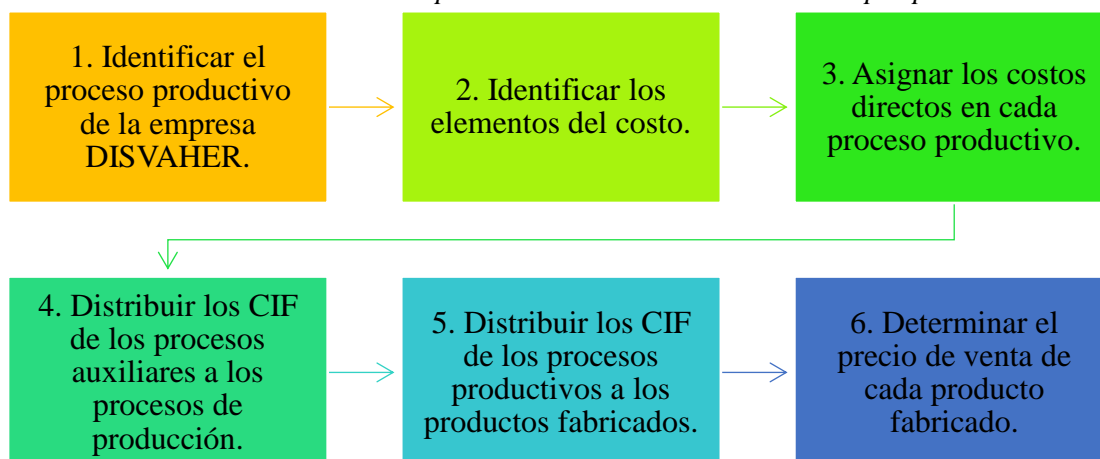 1. Identificar el
proceso productivo
de la empresa
DISVAHER.
2. Identificar los
elementos del costo.
3. Asignar los costos
directos en cada
proceso productivo.
4. Distribuir los CIF
de los procesos
auxiliares a los
procesos de
producción.
5. Distribuir los CIF
de los procesos
productivos a los
productos fabricados.
6. Determinar el
precio de venta de
cada producto
fabricado.